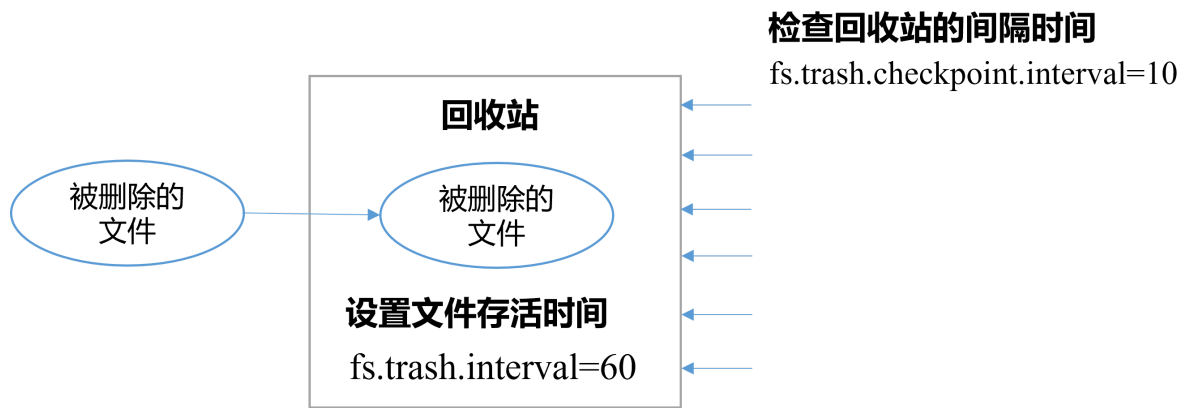 检查回收站的间隔时间
fs.trash.checkpoint.interval=10
回收站
被删除的
文件
被删除的
文件
设置文件存活时间
fs.trash.interval=60